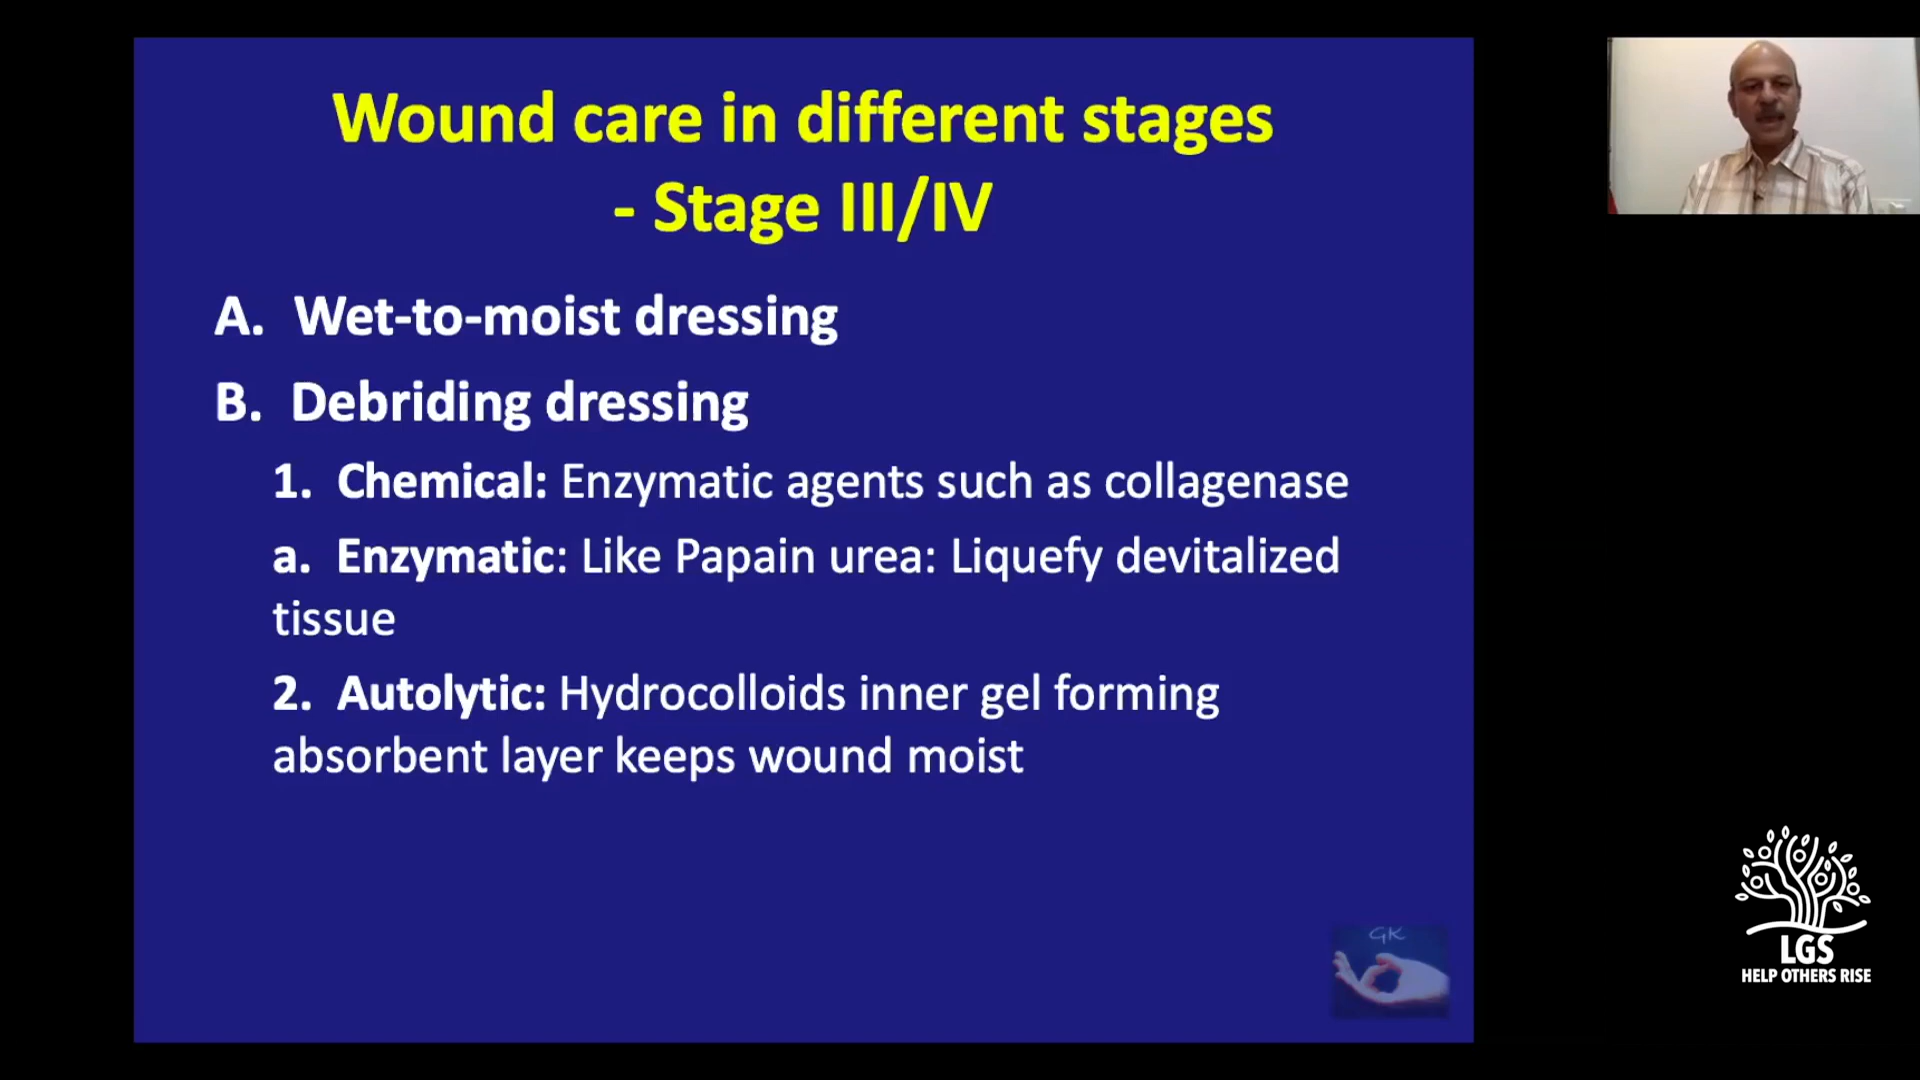 Wound care in different stages
- Stage III/IV
A. Wet-to-moist dressing
B. Debriding dressing
1. Chemical: Enzymatic agents such as collagenase
a. Enzymatic: Like Papain urea: Liquefy devitalized
tissue
2. Autolytic: Hydrocolloids inner gel forming
absorbent layer keeps wound moist
GK
LGS
HELP OTHERS RISE